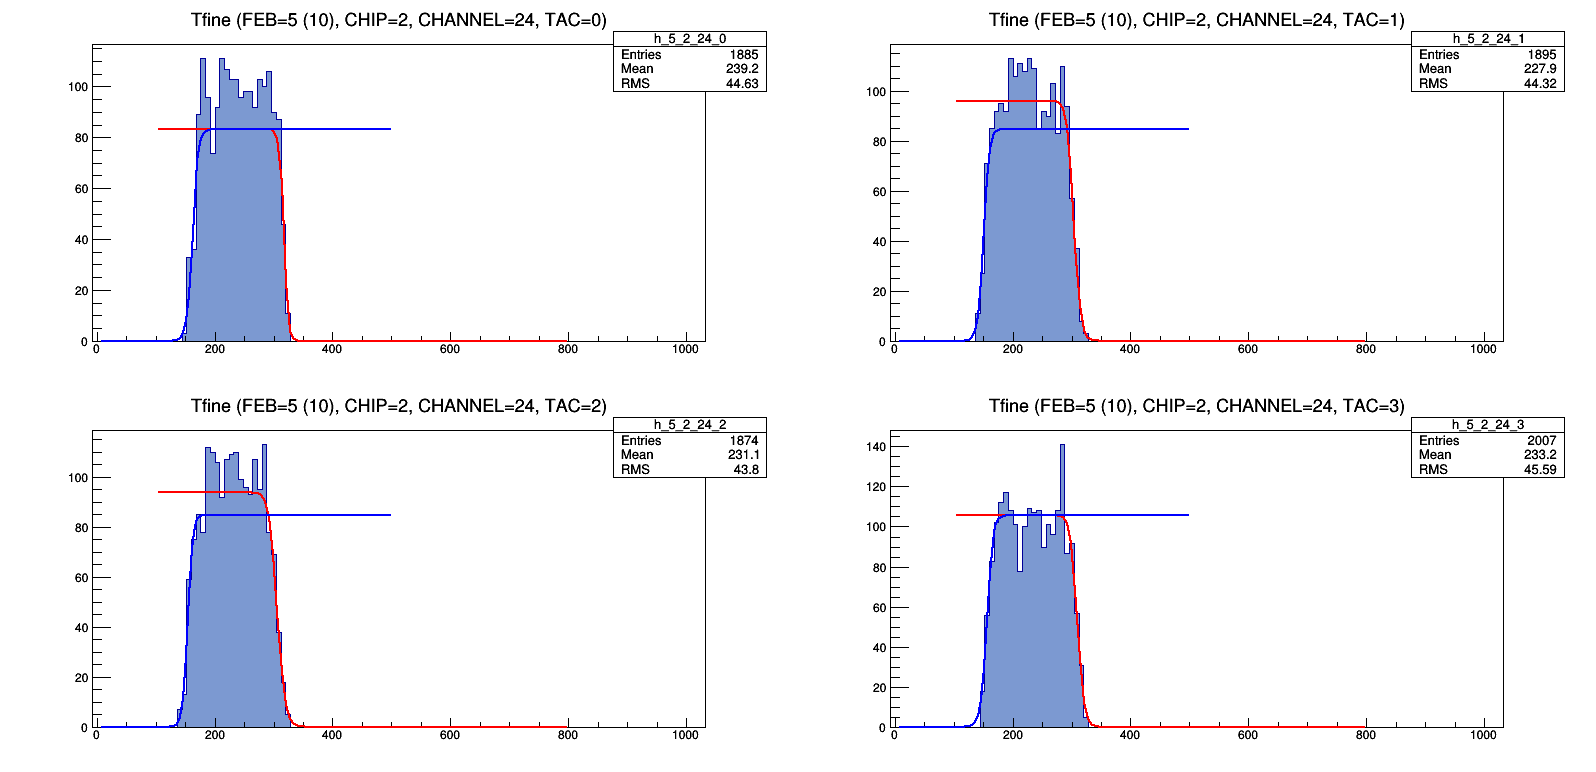 Tfine (FEB=5 (10), CHIP=2, CHANNEL=24, TAC=0)
h_5_2_24_0
Entries 1885
Mean 239.2
RMS 44.63
100
80
60
40
20
0
0 200 400 600 800 1000
Tfine (FEB=5 (10), CHIP=2, CHANNEL=24, TAC=1)
h_5_2_24_1
Entries 1895
Mean 227.9
RMS 44.32
100
80
60
40
20
0
0 200 400 600 800 1000
Tfine (FEB=5 (10), CHIP=2, CHANNEL=24, TAC=2)
h_5_2_24_2
Entries 1874
Mean 231.1
RMS 43.8
100
80
60
40
20
0
0 200 400 600 800 1000
Tfine (FEB=5 (10), CHIP=2, CHANNEL=24, TAC=3)
h_5_2_24_3
Entries 2007
Mean 233.2
RMS 45.59
140
120
100
80
60
40
20
0
0 200 400 600 800 1000